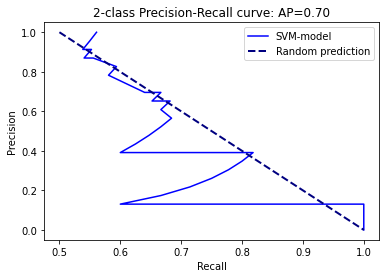 2-class Precision-Recall curve: AP=0.70
SVM-model
Random prediction
Precision
1.0
0.8
0.6
0.4
0.2
0.0
0.5
0.6
0.7
0.8
0.9
1.0
Recall